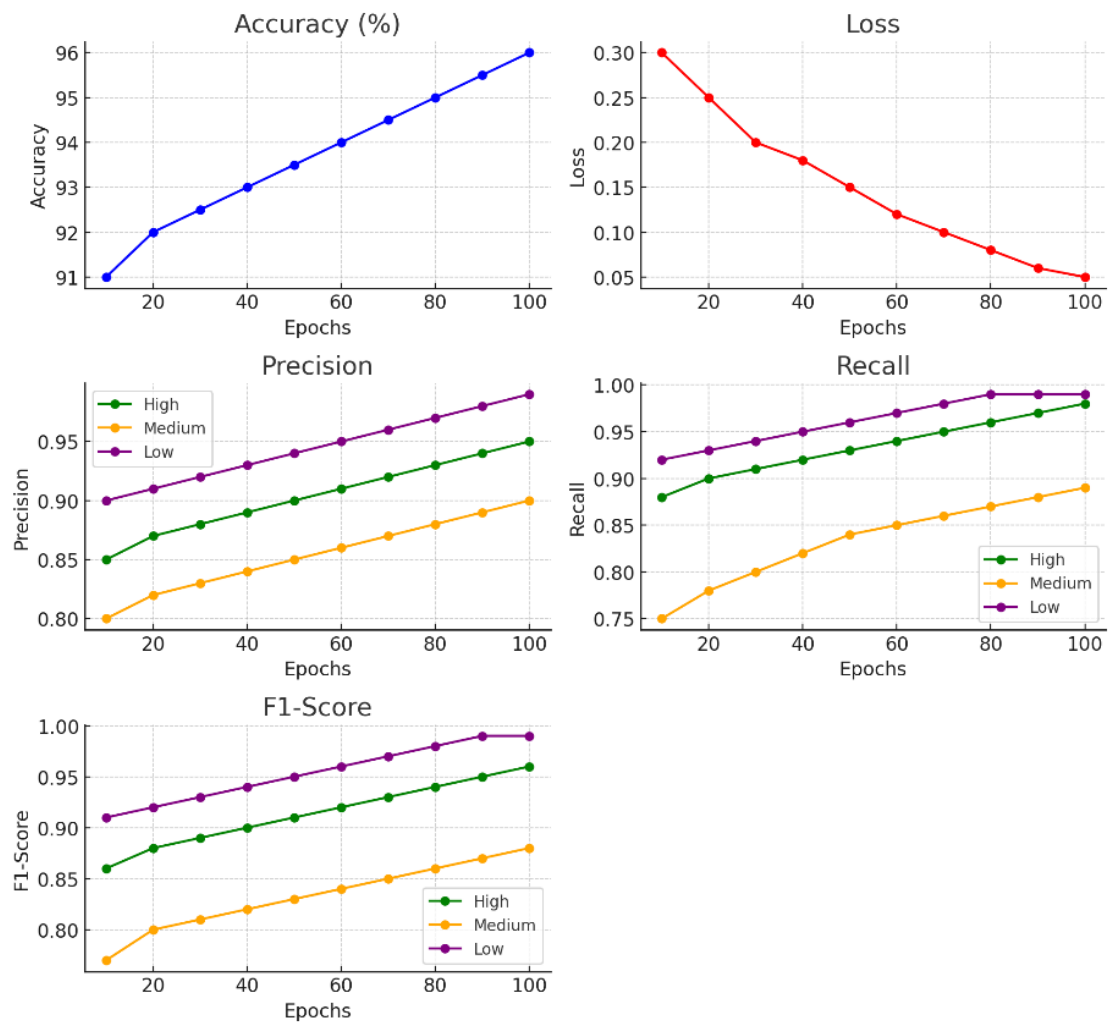 Accuracy (%)
96
95
94
93
92
91
Accuracy
20 40 60 80 100
Epochs
Loss
0.30
0.25
0.20
0.15
0.10
0.05
Loss
20 40 60 80 100
Epochs
Precision
0.95
0.90
0.85
0.80
Precision
High
Medium
Low
20 40 60 80 100
Epochs
Recall
1.00
0.95
0.90
0.85
0.80
0.75
Recall
High
Medium
Low
20 40 60 80 100
Epochs
F1-Score
1.00
0.95
0.90
0.85
0.80
F1-Score
High
Medium
Low
20 40 60 80 100
Epochs